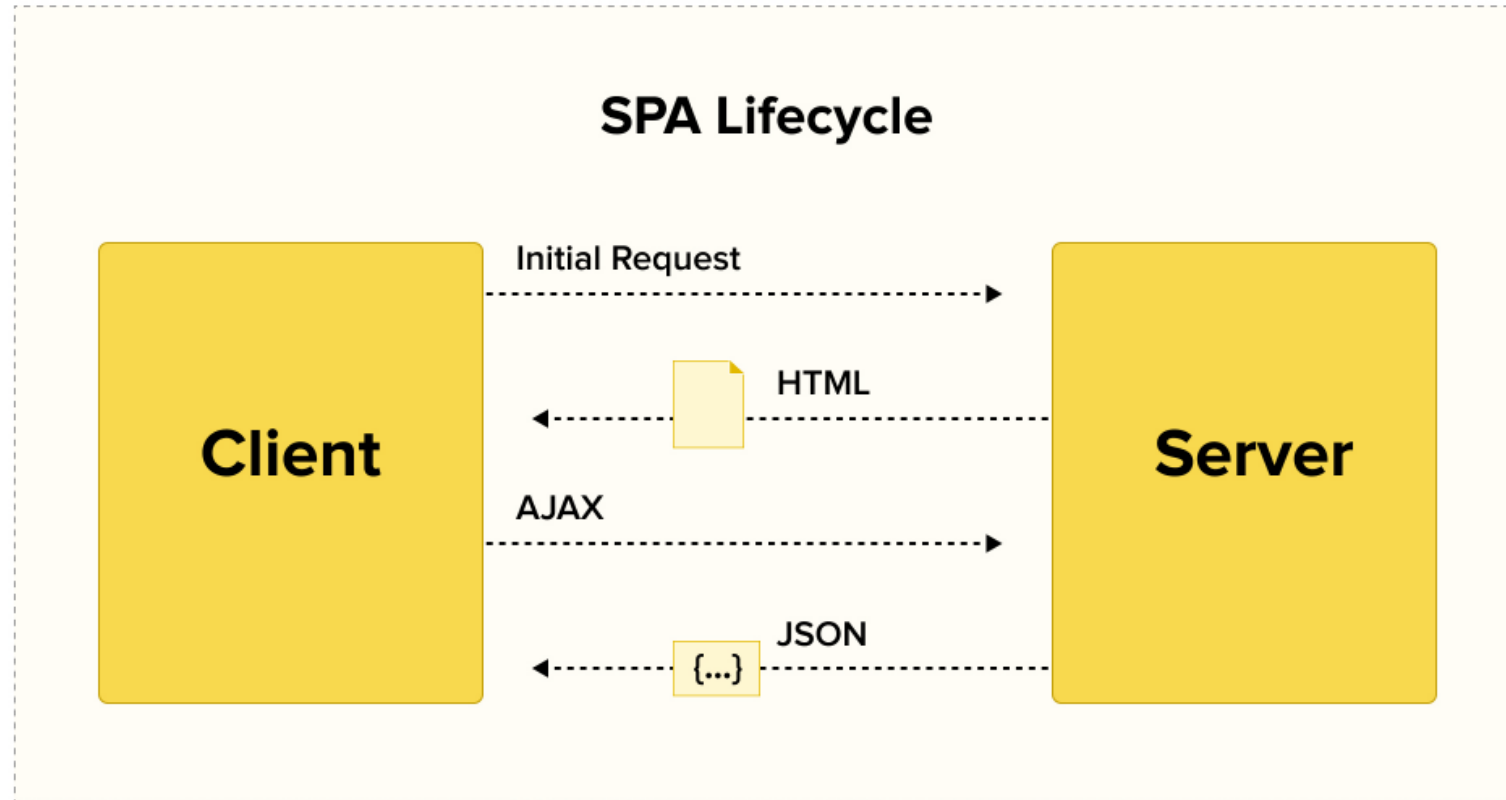 SPA Lifecycle
Initial Request
HTML
Client
Server
AJAX
JSON
{...}